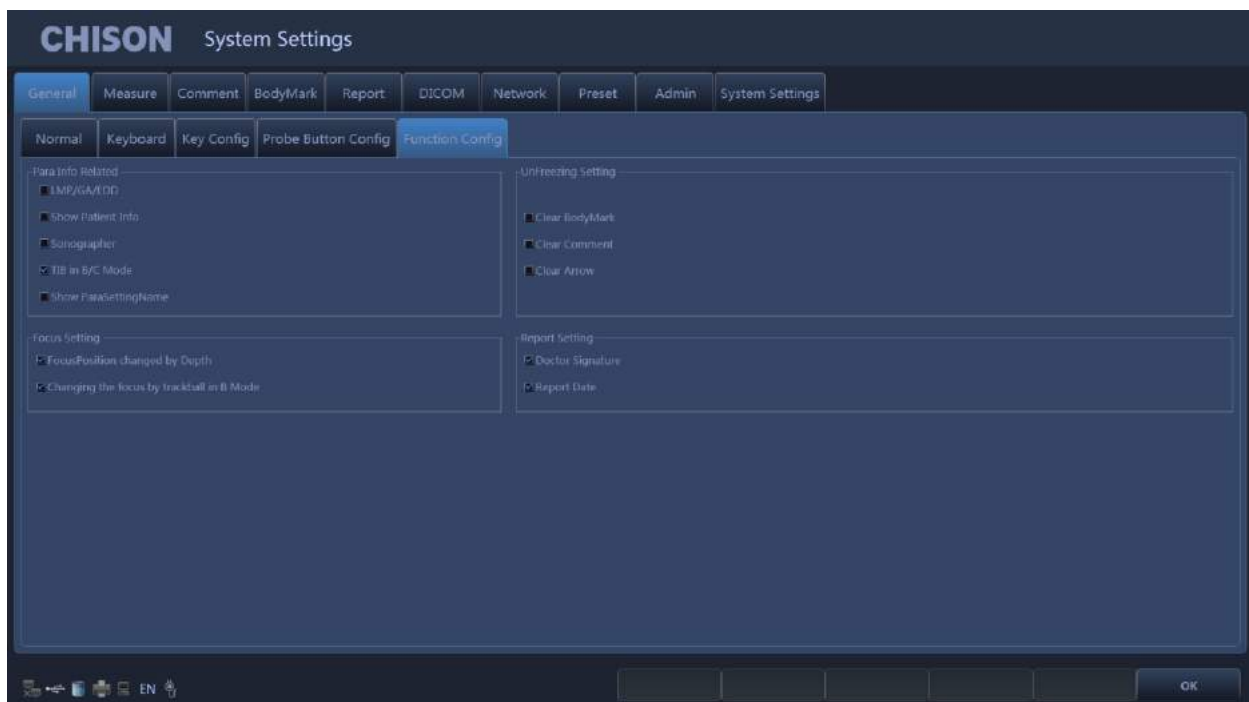 CHISON System Settings
General Measure Comment BodyMark Report DICOM Network Preset Admin System Settings
Normal Keyboard Key Config Probe Button Config Function Config
Para Info Related
LMP/GA/EDD
Show Patient Info
Sonographer
TIB in B/C Mode
Show ParaSettingName
UnFreezing Setting
Clear BodyMark
Clear Comment
Clear Arrow
Focus Setting
FocusPosition changed by Depth
Changing the focus by trackball in B Mode
Report Setting
Doctor Signature
Report Date
EN
OK